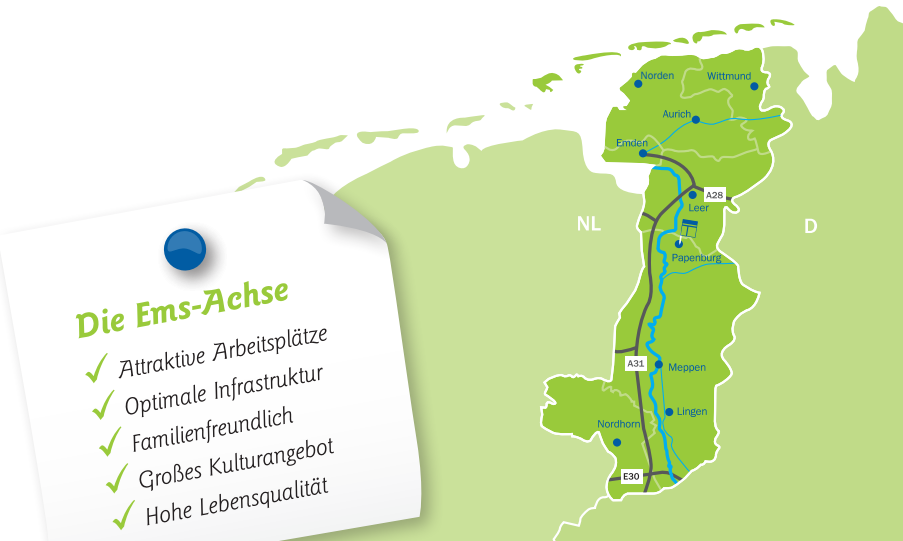 Die Ems-Achse
Attraktive Arbeitsplätze
Optimale Infrastruktur
Familienfreundlich
Großes Kulturangebot
Hohe Lebensqualität
Norden
Wittmund
Aurich
Emden
A28
Leer
NL
D
Papenburg
A31
Meppen
Lingen
Nordhorn
E30